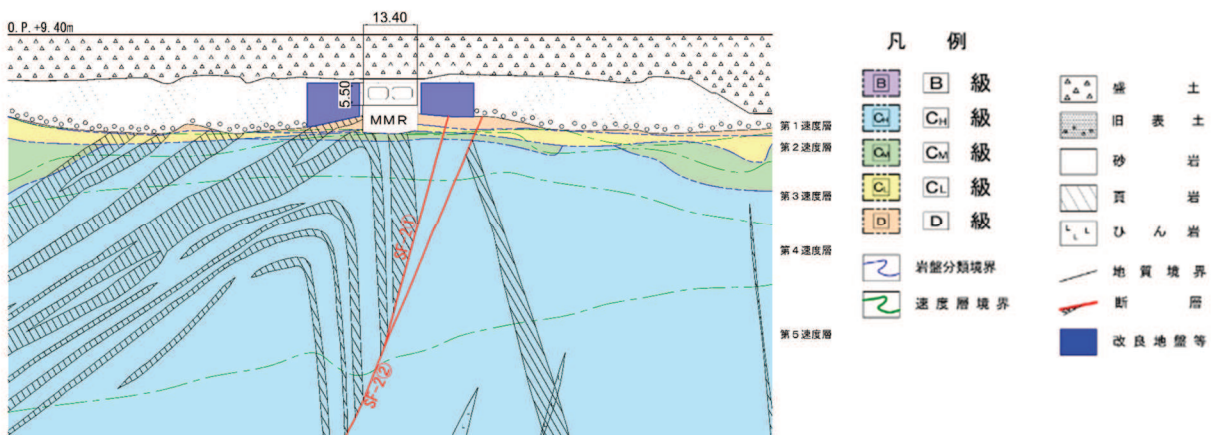 O.P.+9.40m
13.40
5.50
MMR
SF-2(1)
SF-2(2)
第1速度層
第2速度層
第3速度層
第4速度層
第5速度層
凡 例
B B 級
CH CH 級
CM CM 級
CL CL 級
D D 級
岩盤分類境界
速度層境界
盛 土
旧表土
砂 岩
頁 岩
ひん岩
地質境界
断 層
改良地盤等